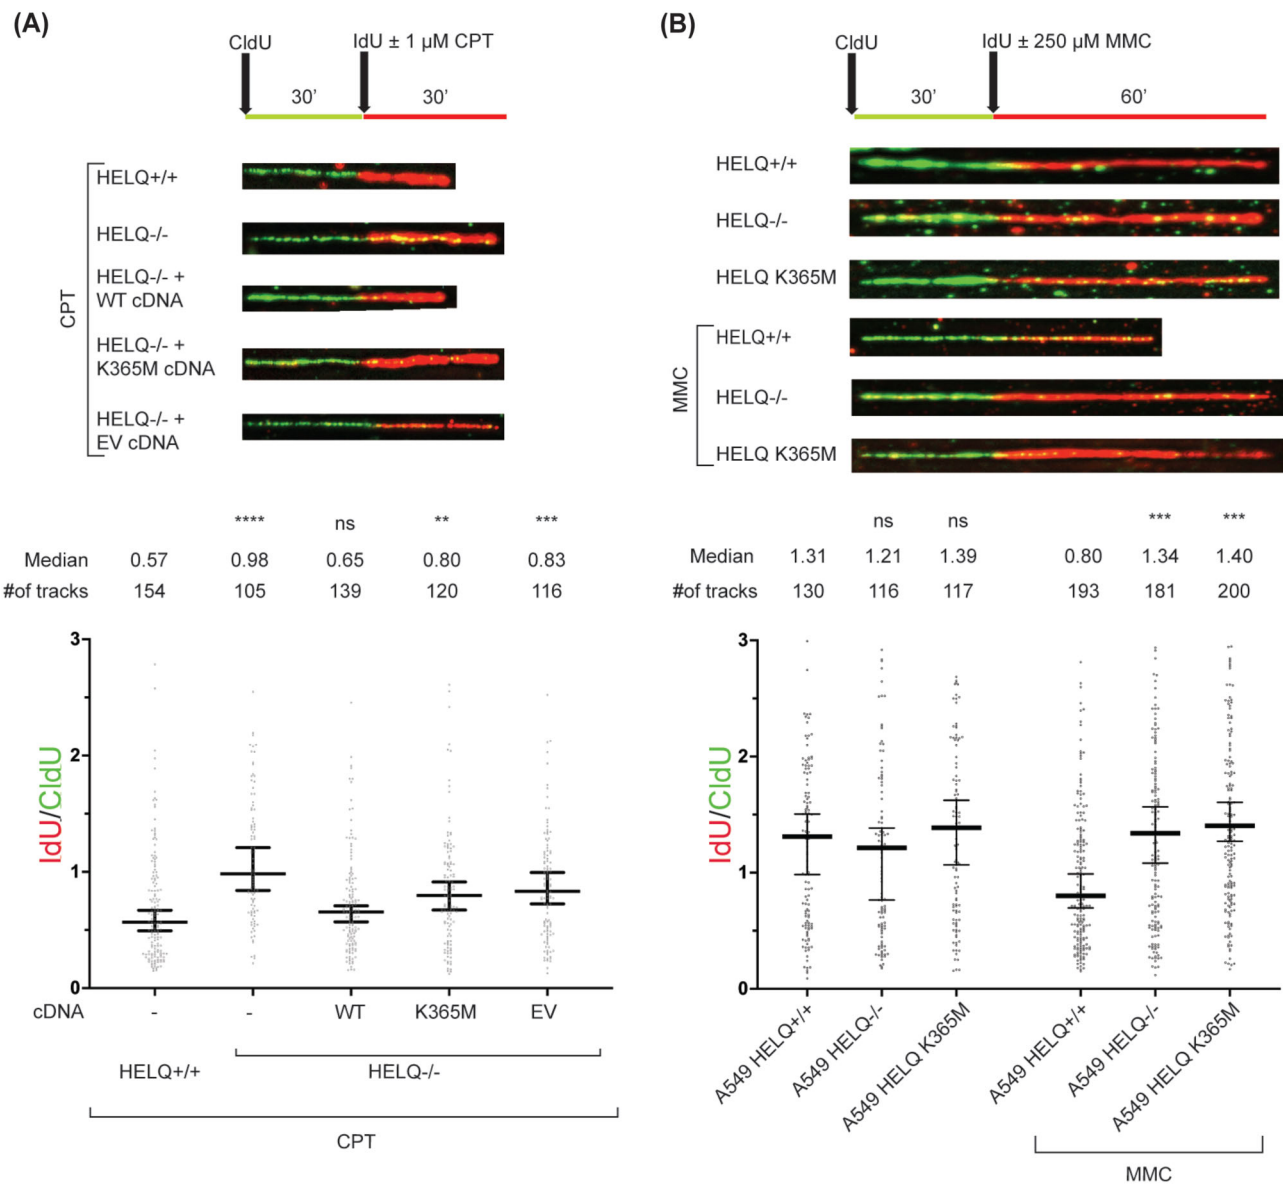 (A)
CldU
IdU ± 1 µM CPT
30’
30’
CPT
HELQ+/+
HELQ-/-
HELQ-/- +
WT cDNA
HELQ-/- +
K365M cDNA
HELQ-/- +
EV cDNA
**** ns ** ***
Median 0.57 0.98 0.65 0.80 0.83
#of tracks 154 105 139 120 116
IdU/CldU
3
2
1
0
cDNA - - WT K365M EV
HELQ+/+ HELQ-/-
CPT
(B)
CldU
IdU ± 250 µM MMC
30’
60’
HELQ+/+
HELQ-/-
HELQ K365M
MMC
HELQ+/+
HELQ-/-
HELQ K365M
ns ns *** ***
Median 1.31 1.21 1.39 0.80 1.34 1.40
#of tracks 130 116 117 193 181 200
IdU/CldU
3
2
1
0
A549 HELQ+/+
A549 HELQ-/-
A549 HELQ K365M
A549 HELQ+/+
A549 HELQ-/-
A549 HELQ K365M
MMC